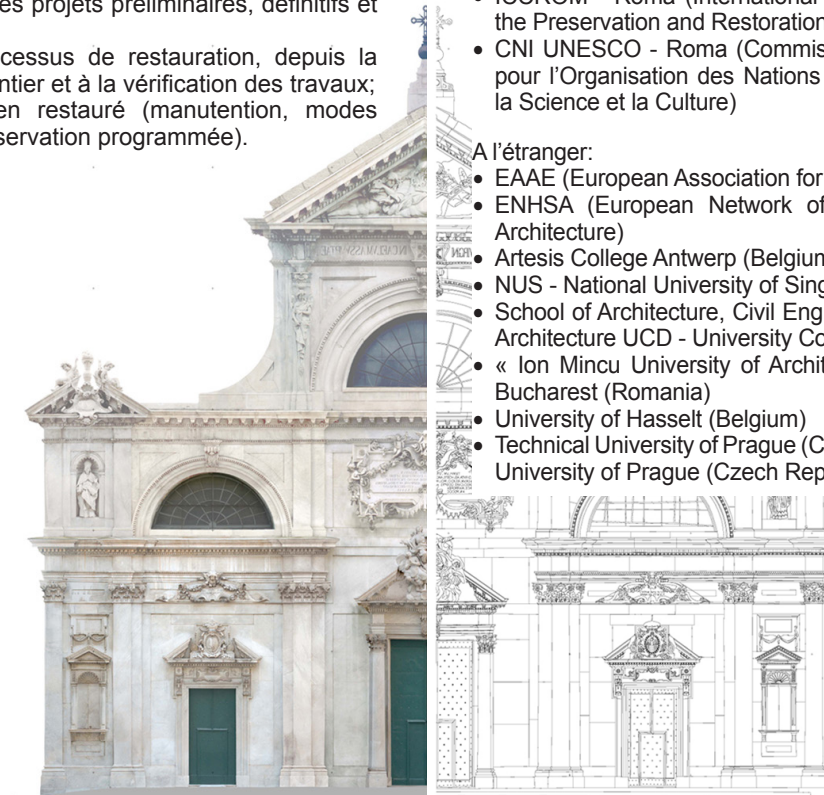 es projets préliminaires, définitifs et
cessus de restauration, depuis la
ntier et à la vérification des travaux;
en restauré (manutention, modes
servation programmée).
• ICCROM - Roma (International
the Preservation and Restoration
• CNI UNESCO - Roma (Commis
pour l’Organisation des Nations
la Science et la Culture)
A l’étranger:
• EAAE (European Association for
• ENHSA (European Network of
Architecture)
• Artesis College Antwerp (Belgium
• NUS - National University of Sing
• School of Architecture, Civil Eng
Architecture UCD - University Co
• « Ion Mincu University of Archit
Bucharest (Romania)
• University of Hasselt (Belgium)
• Technical University of Prague (C
University of Prague (Czech Rep